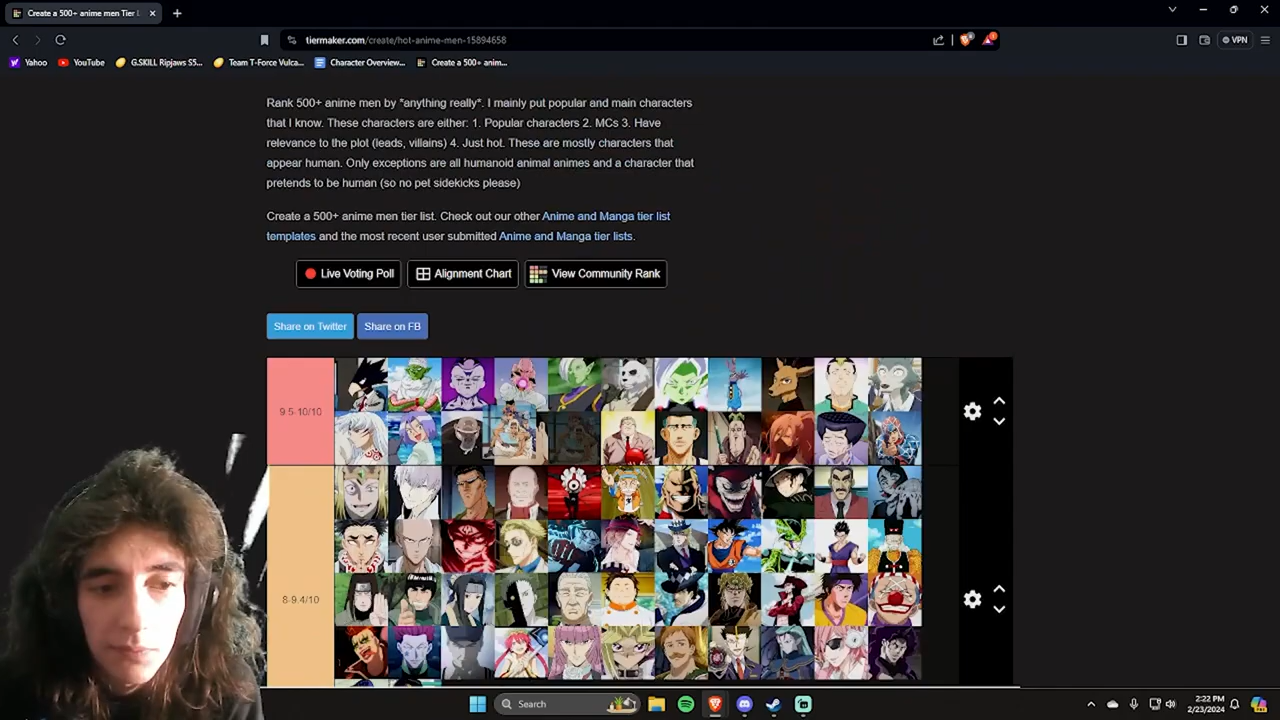 Create a 500+ anime men Tier L
tiermaker.com/create/hot-anime-men-15894658
VPN
Yahoo
YouTube
G.SKILL Ripjaws S5...
Team T-Force Vulca...
Character Overview...
Create a 500+ anim...
Rank 500+ anime men by *anything really*. I mainly put popular and main characters
that I know. These characters are either: 1. Popular characters 2. MCs 3. Have
relevance to the plot (leads, villains) 4. Just hot. These are mostly characters that
appear human. Only exceptions are all humanoid animal animes and a character that
pretends to be human (so no pet sidekicks please)
Create a 500+ anime men tier list. Check out our other Anime and Manga tier list
templates and the most recent user submitted Anime and Manga tier lists.
Live Voting Poll
Alignment Chart
View Community Rank
Share on Twitter
Share on FB
9.5-10/10
8-9.4/10
Search
2:22 PM
2/23/2024